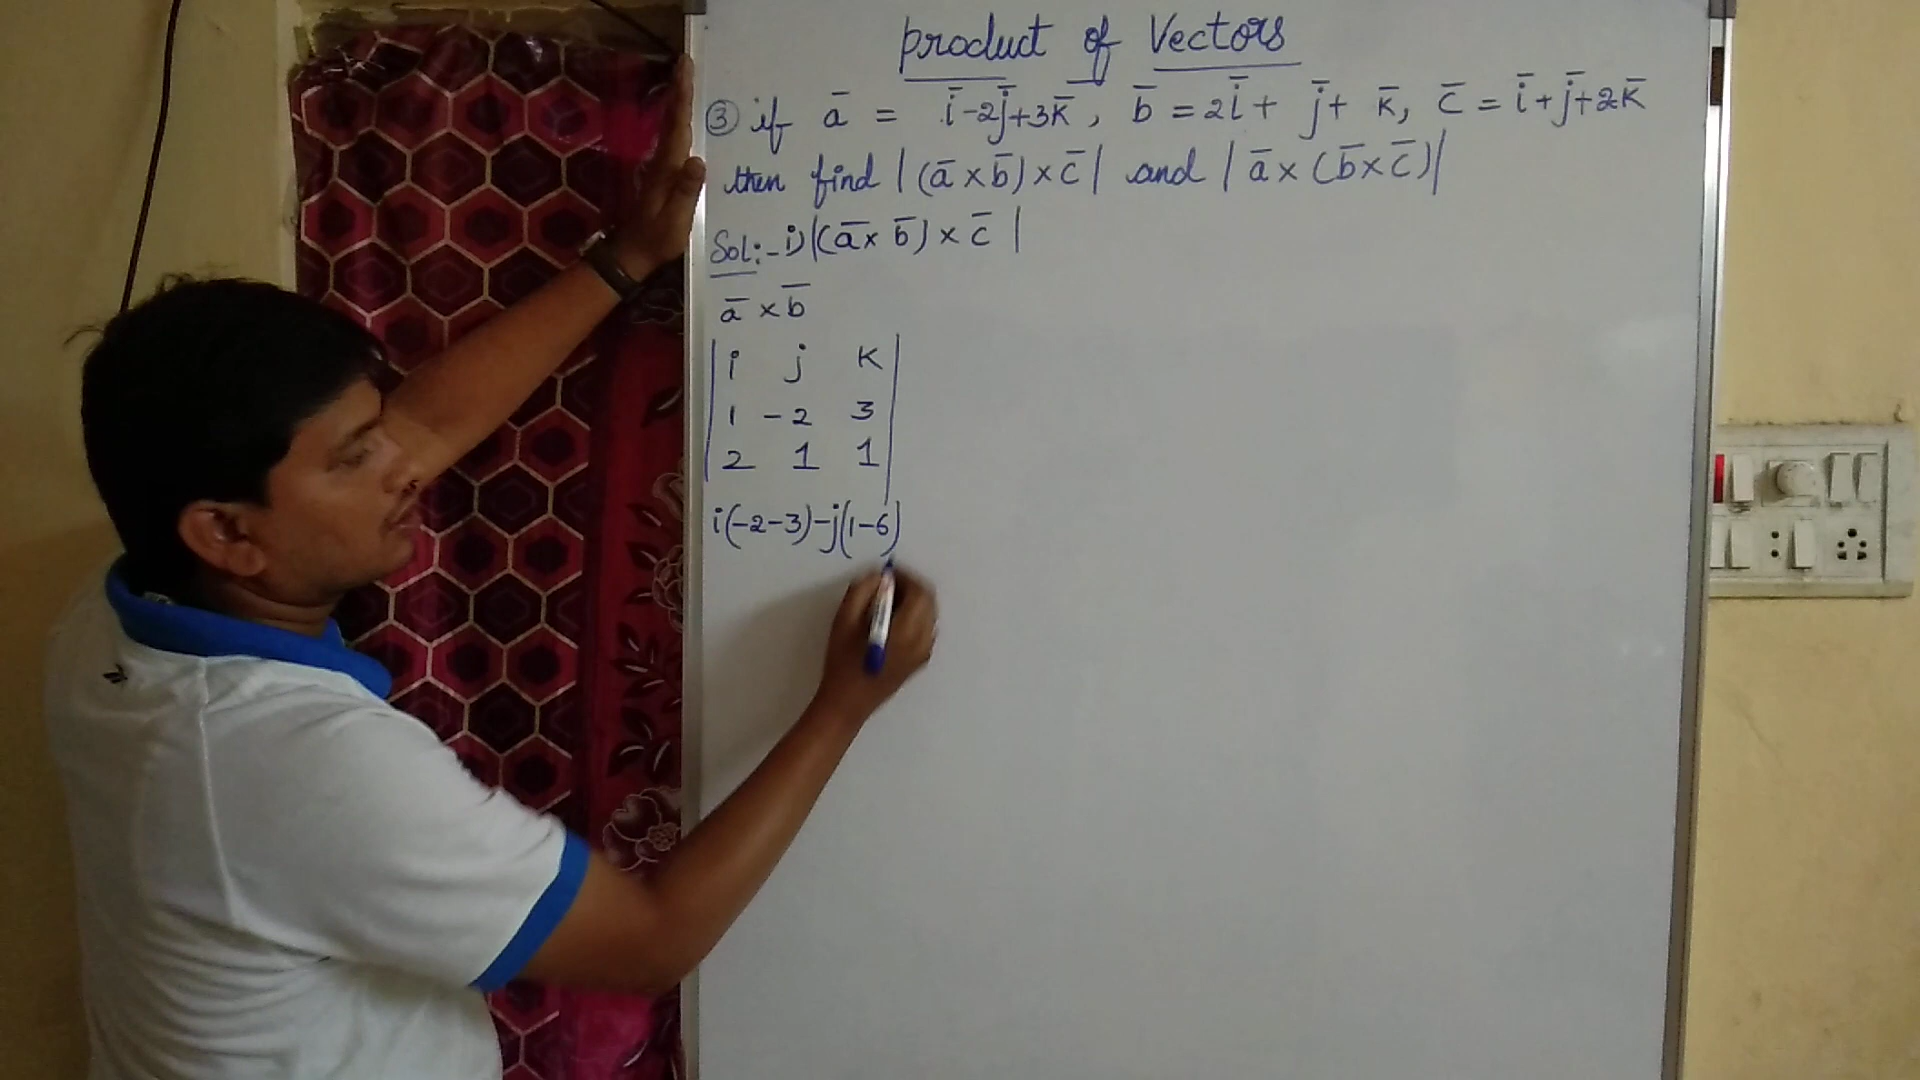 product of Vectors
③ if a̅ = i̅-2j̅+3k̅, b̅ = 2i̅+ j̅+ k̅, c̅ = i̅+j̅+2k̅
then find |(a̅×b̅)×c̅| and |a̅×(b̅×c̅)|
Sol:- i) |(a̅×b̅)×c̅|
a̅×b̅
| i j k |
| 1 -2 3 |
| 2 1 1 |
i(-2-3)-j(1-6)